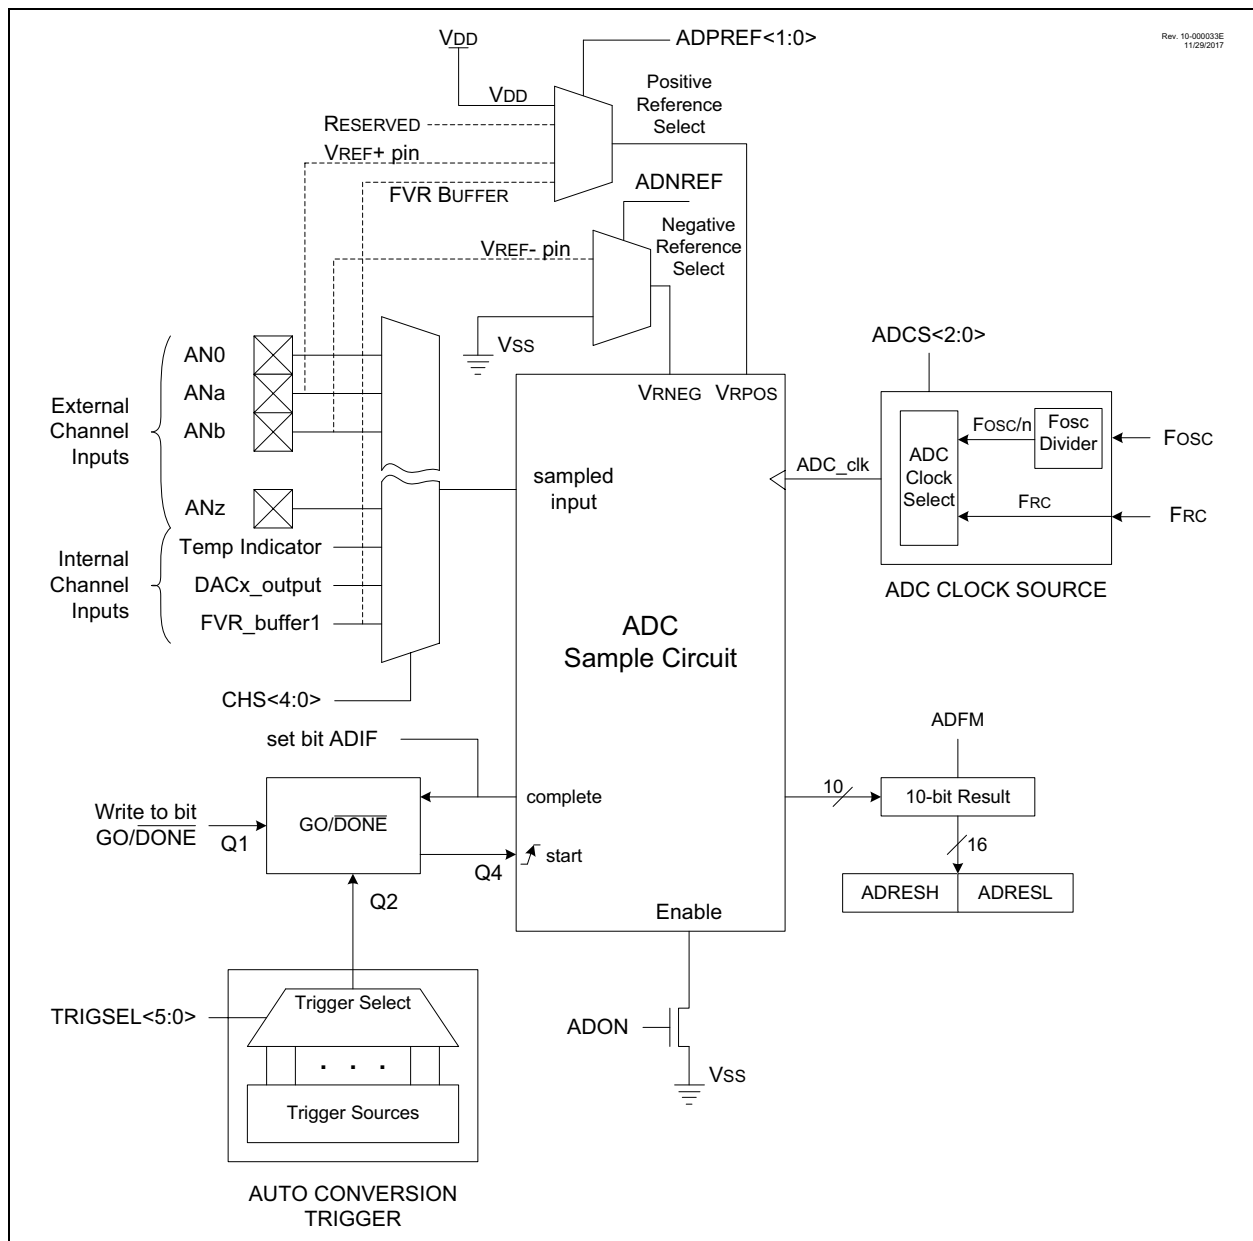 Rev. 10-000033E
11/29/2017
VDD
ADPREF<1:0>
VDD
Positive
Reference
Select
RESERVED
VREF+ pin
FVR BUFFER
ADNREF
Negative
Reference
Select
VREF- pin
VSS
External
Channel
Inputs
AN0
ANa
ANb
ANz
Internal
Channel
Inputs
Temp Indicator
DACx_output
FVR_buffer1
CHS<4:0>
VRNEG VRPOS
sampled
input
ADC_clk
ADC
Sample Circuit
ADCS<2:0>
ADC
Clock
Select
FOSC/n
Fosc
Divider
FOSC
FRC
FRC
ADC CLOCK SOURCE
set bit ADIF
complete
Write to bit
GO/DONE
Q1
GO/DONE
Q4
start
Q2
Enable
ADFM
10
10-bit Result
16
ADRESH
ADRESL
TRIGSEL<5:0>
Trigger Select
. . .
Trigger Sources
AUTO CONVERSION
TRIGGER
ADON
VSS